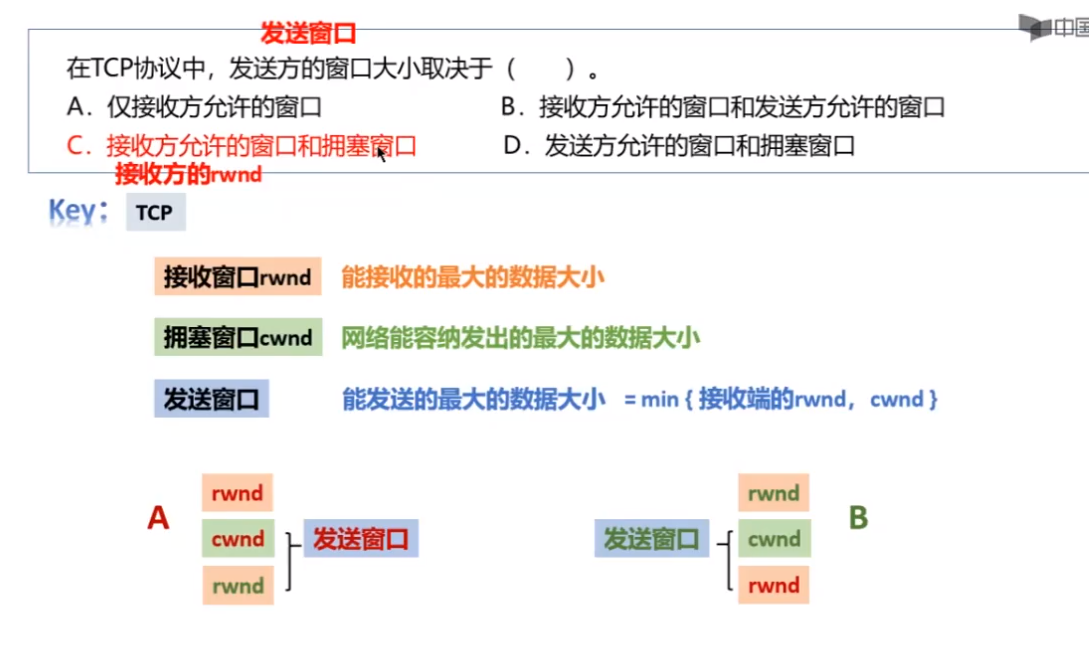 发送窗口
中国
在TCP协议中，发送方的窗口大小取决于（　　）。
A．仅接收方允许的窗口
B．接收方允许的窗口和发送方允许的窗口
C．接收方允许的窗口和拥塞窗口
D．发送方允许的窗口和拥塞窗口
接收方的rwnd
Key： TCP
接收窗口rwnd 能接收的最大的数据大小
拥塞窗口cwnd 网络能容纳发出的最大的数据大小
发送窗口 能发送的最大的数据大小 = min { 接收端的rwnd，cwnd }
A
rwnd
cwnd
rwnd
发送窗口
发送窗口
rwnd
cwnd
rwnd
B